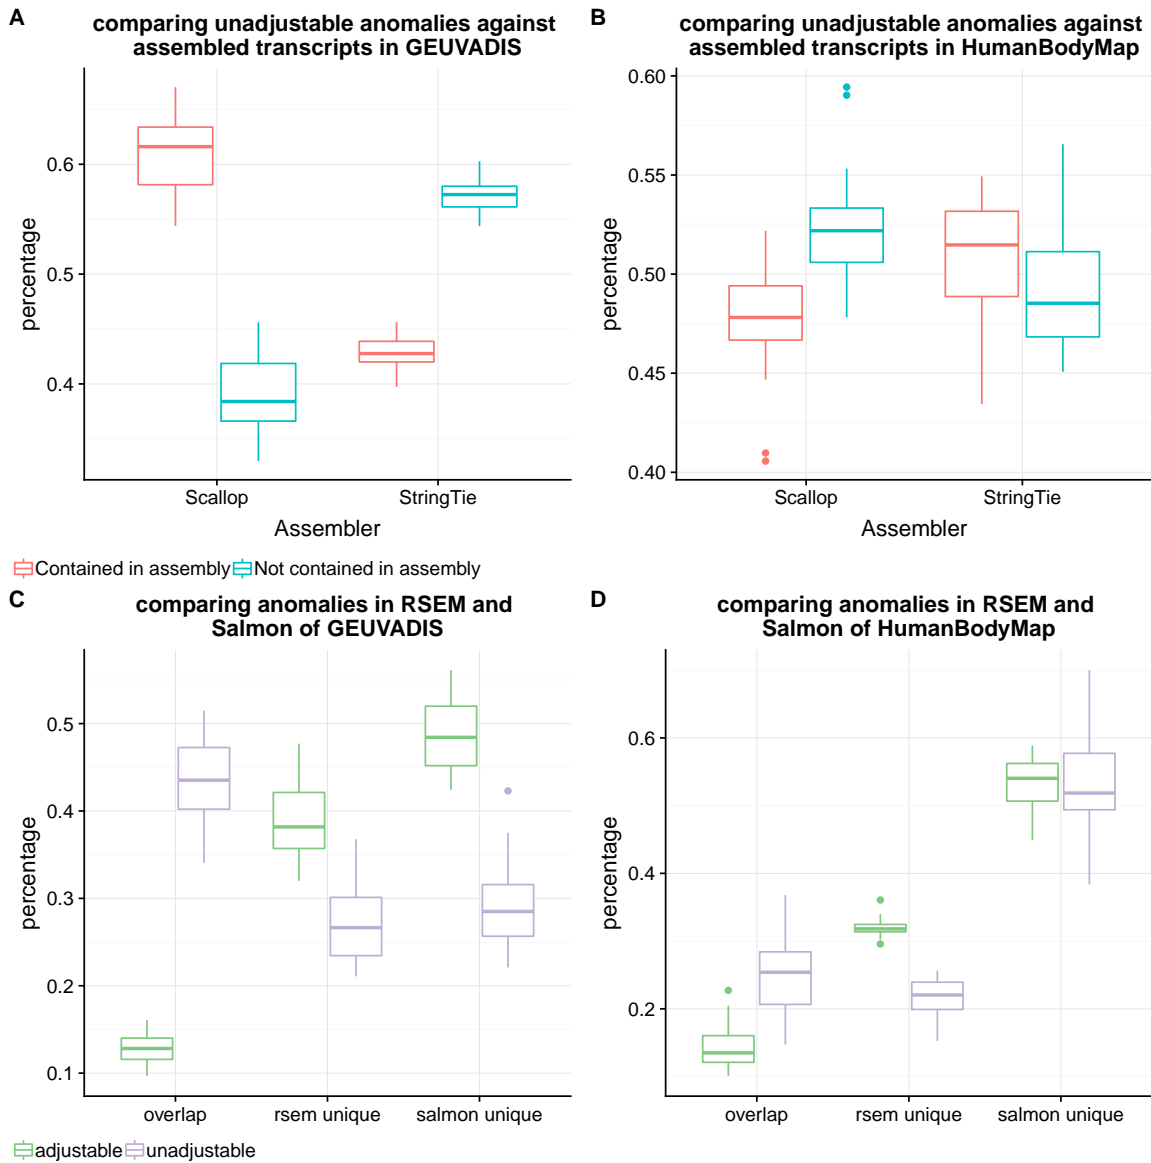 A
comparing unadjustable anomalies against
assembled transcripts in GEUVADIS
percentage
0.6
0.5
0.4
Scallop
StringTie
Assembler
B
comparing unadjustable anomalies against
assembled transcripts in HumanBodyMap
percentage
0.60
0.55
0.50
0.45
0.40
Scallop
StringTie
Assembler
Contained in assembly
Not contained in assembly
C
comparing anomalies in RSEM and
Salmon of GEUVADIS
percentage
0.5
0.4
0.3
0.2
0.1
overlap
rsem unique
salmon unique
D
comparing anomalies in RSEM and
Salmon of HumanBodyMap
percentage
0.6
0.4
0.2
overlap
rsem unique
salmon unique
adjustable
unadjustable